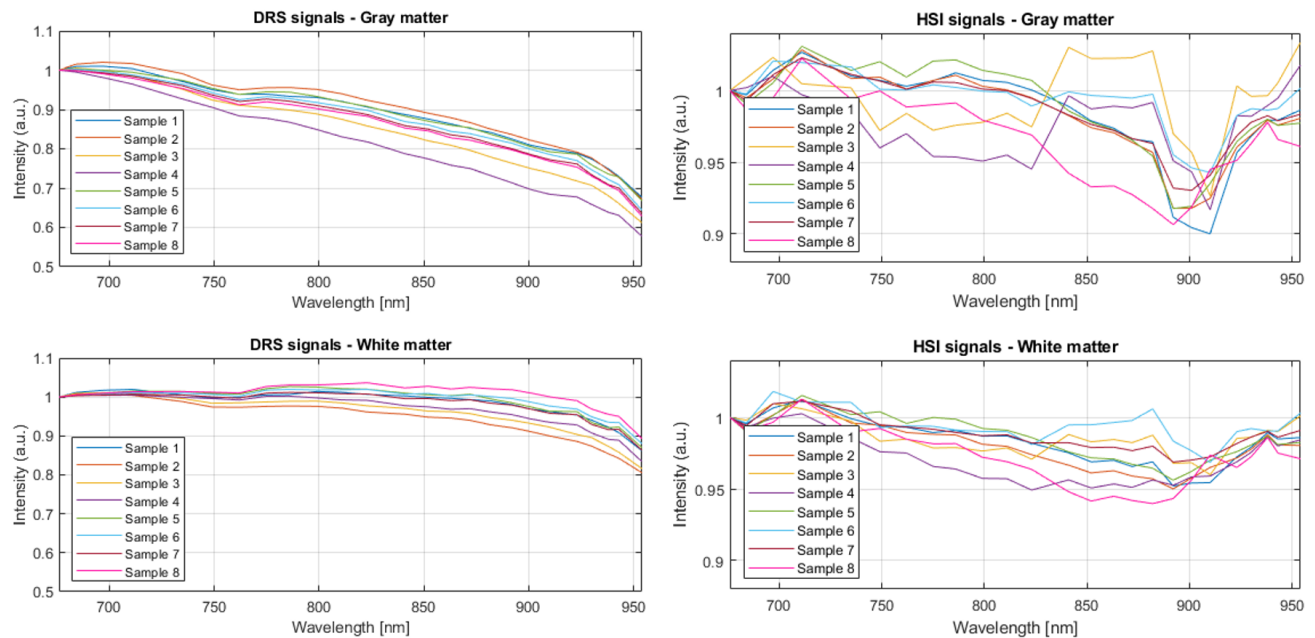 DRS signals - Gray matter
1.1
1
0.9
0.8
0.7
0.6
0.5
Intensity (a.u.)
Sample 1
Sample 2
Sample 3
Sample 4
Sample 5
Sample 6
Sample 7
Sample 8
700
750
800
850
900
950
Wavelength [nm]
HSI signals - Gray matter
1
0.95
0.9
Intensity (a.u.)
Sample 1
Sample 2
Sample 3
Sample 4
Sample 5
Sample 6
Sample 7
Sample 8
700
750
800
850
900
950
Wavelength [nm]
DRS signals - White matter
1.1
1
0.9
0.8
0.7
0.6
0.5
Intensity (a.u.)
Sample 1
Sample 2
Sample 3
Sample 4
Sample 5
Sample 6
Sample 7
Sample 8
700
750
800
850
900
950
Wavelength [nm]
HSI signals - White matter
1
0.95
0.9
Intensity (a.u.)
Sample 1
Sample 2
Sample 3
Sample 4
Sample 5
Sample 6
Sample 7
Sample 8
700
750
800
850
900
950
Wavelength [nm]